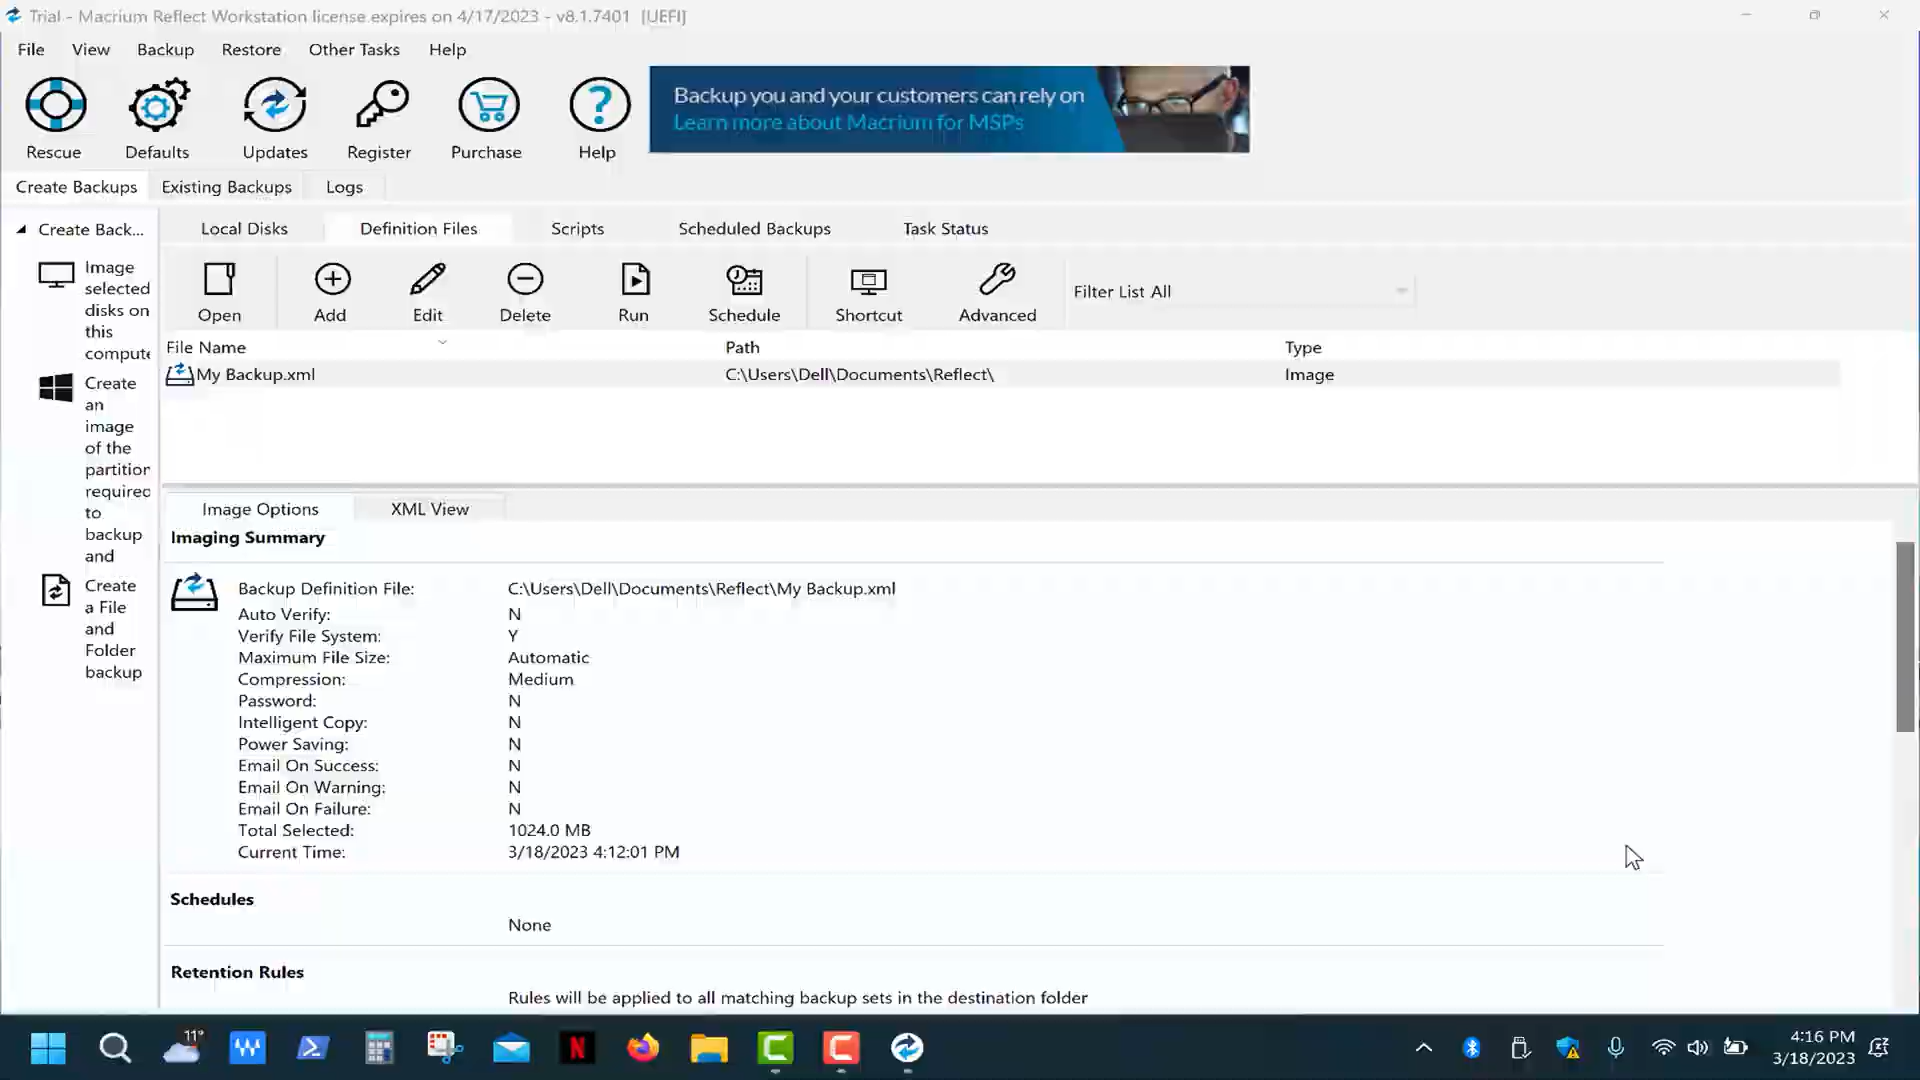 Trial - Macrium Reflect Workstation license expires on 4/17/2023 - v8.1.7401 [UEFI]
File View Backup Restore Other Tasks Help
Rescue Defaults Updates Register Purchase Help
Backup you and your customers can rely on
Learn more about Macrium for MSPs
Create Backups Existing Backups Logs
Create Back...
Image
selected
disks on
this
compute
Create
an
image
of the
partition
required
to
backup
and
Create
a File
and
Folder
backup
Local Disks Definition Files Scripts Scheduled Backups Task Status
Open Add Edit Delete Run Schedule Shortcut Advanced
Filter List All
File Name Path Type
My Backup.xml C:\Users\Dell\Documents\Reflect\ Image
Image Options XML View
Imaging Summary
Backup Definition File: C:\Users\Dell\Documents\Reflect\My Backup.xml
Auto Verify: N
Verify File System: Y
Maximum File Size: Automatic
Compression: Medium
Password: N
Intelligent Copy: N
Power Saving: N
Email On Success: N
Email On Warning: N
Email On Failure: N
Total Selected: 1024.0 MB
Current Time: 3/18/2023 4:12:01 PM
Schedules
None
Retention Rules
Rules will be applied to all matching backup sets in the destination folder
11°
4:16 PM
3/18/2023